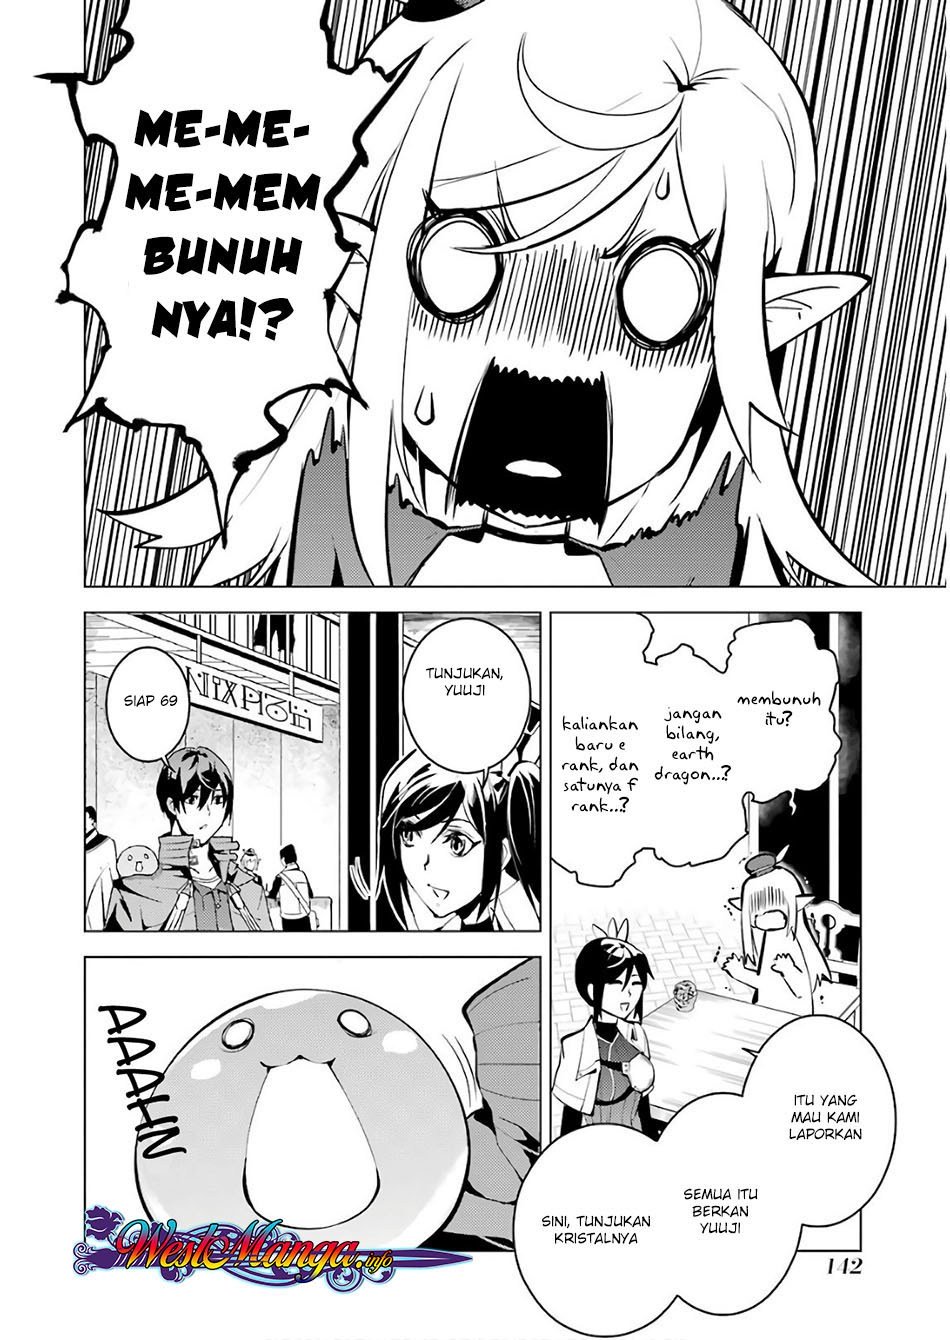 ME-ME-
ME-MEM
BUNUH
NYA!?
membunuh
itu?
jangan
bilang,
earth
dragon...?
kaliankan
baru e
rank, dan
satunya f
rank...?
ITU YANG
MAU KAMI
LAPORKAN
SEMUA ITU
BERKAN
YUUJI
SINI, TUNJUKAN
KRISTALNYA
TUNJUKAN,
YUUJI
SIAP 69
AAAHN
WestManga.info
142